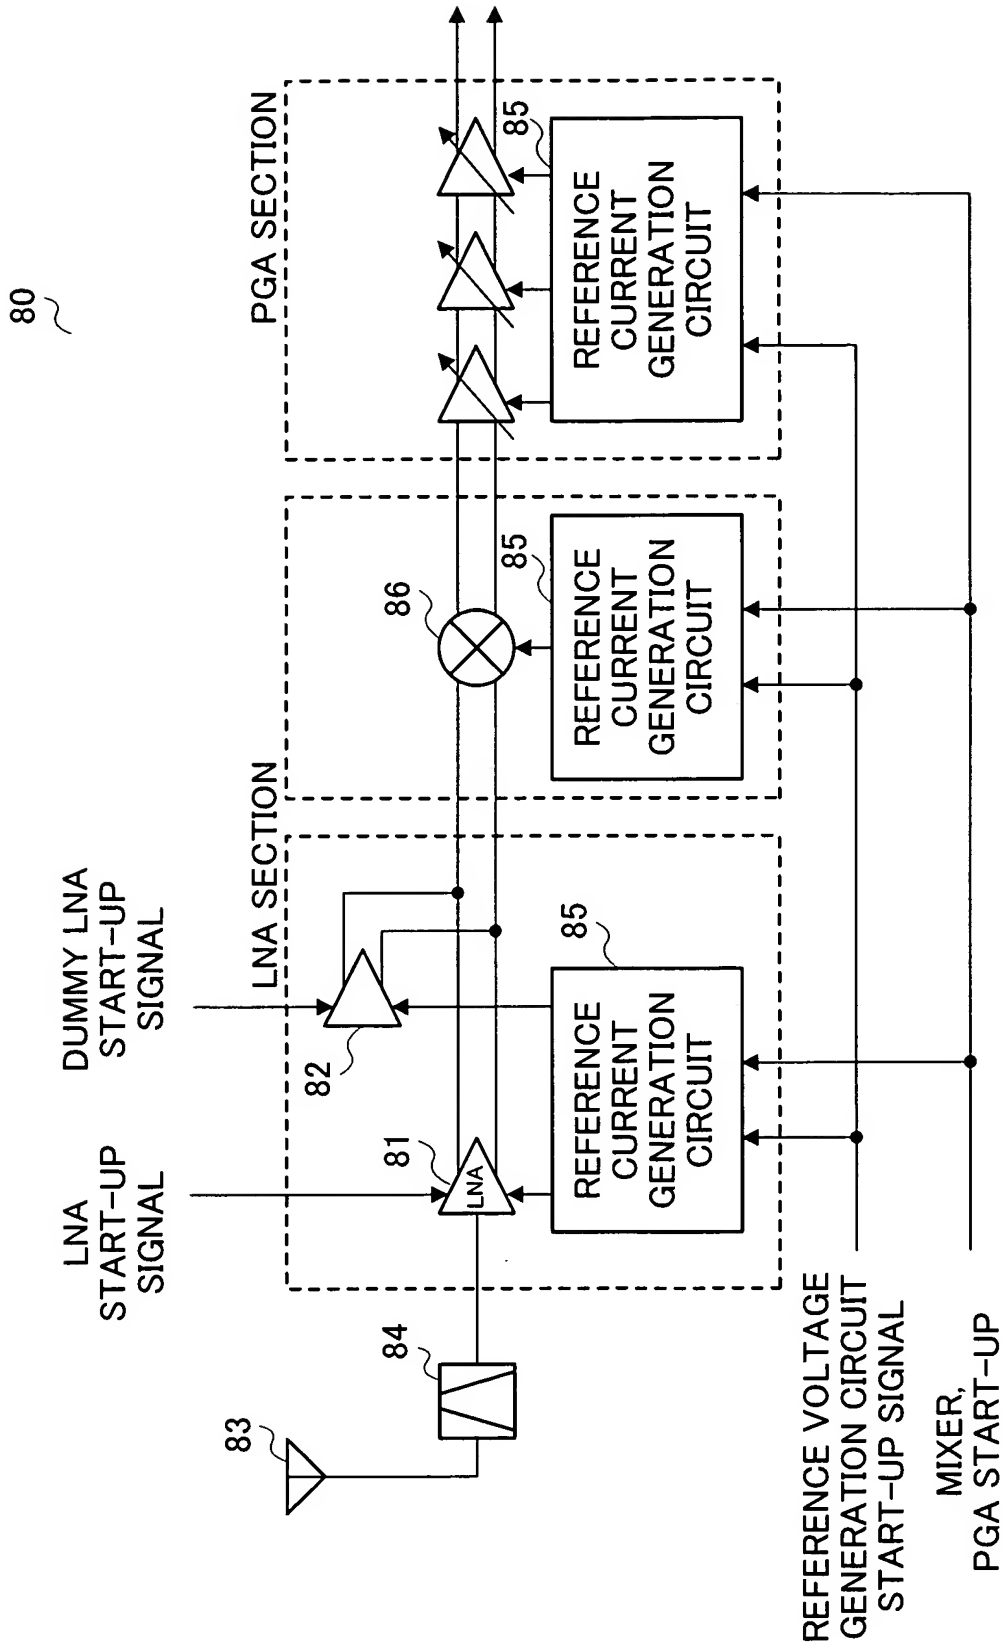 80
DUMMY LNA
START-UP
SIGNAL
LNA
START-UP
SIGNAL
LNA SECTION
PGA SECTION
83
84
81
LNA
82
86
85
REFERENCE
CURRENT
GENERATION
CIRCUIT
85
REFERENCE
CURRENT
GENERATION
CIRCUIT
85
REFERENCE
CURRENT
GENERATION
CIRCUIT
REFERENCE VOLTAGE
GENERATION CIRCUIT
START-UP SIGNAL
MIXER,
PGA START-UP